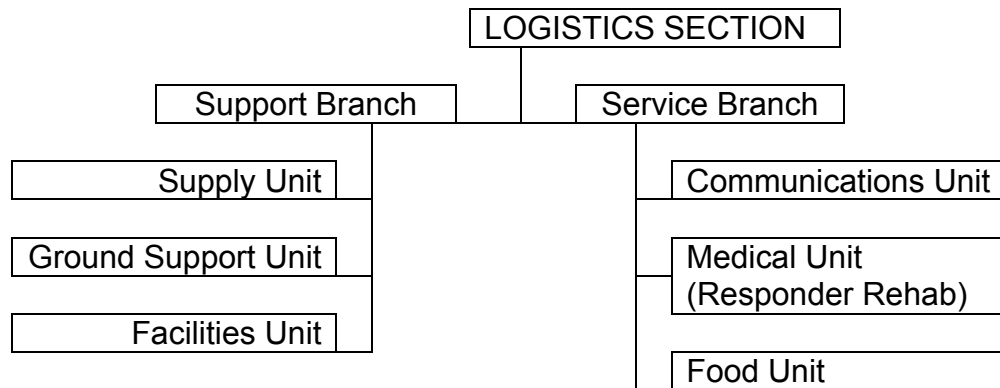 LOGISTICS SECTION
Support Branch
Service Branch
Supply Unit
Communications Unit
Ground Support Unit
Medical Unit
(Responder Rehab)
Facilities Unit
Food Unit